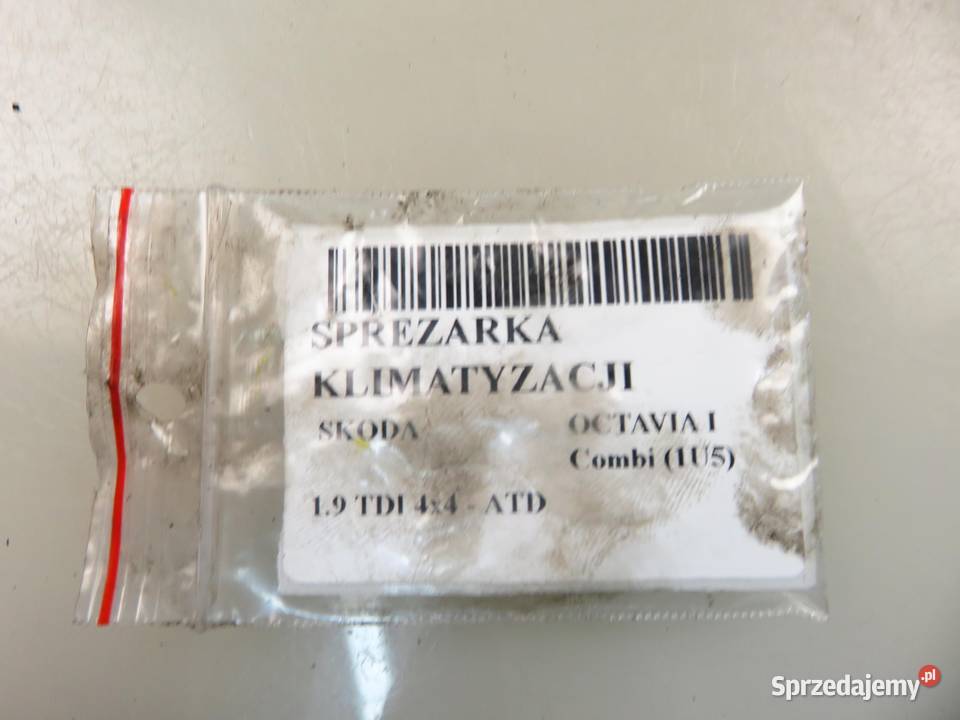 SPREZARKA
KLIMATYZACJI
SKODA OCTAVIA I
Combi (1U5)
1.9 TDI 4x4 - ATD
Sprzedajemy.pl